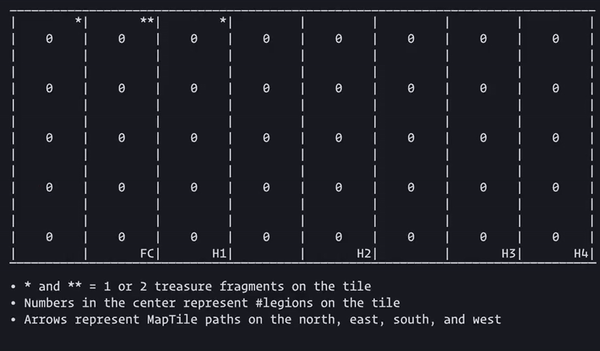 * ** *
0 0 0 0 0 0 0 0
0 0 0 0 0 0 0 0
0 0 0 0 0 0 0 0
0 0 0 0 0 0 0 0
0 0 0 0 0 0 0 0
FC H1 H2 H3 H4
• * and ** = 1 or 2 treasure fragments on the tile
• Numbers in the center represent #legions on the tile
• Arrows represent MapTile paths on the north, east, south, and west